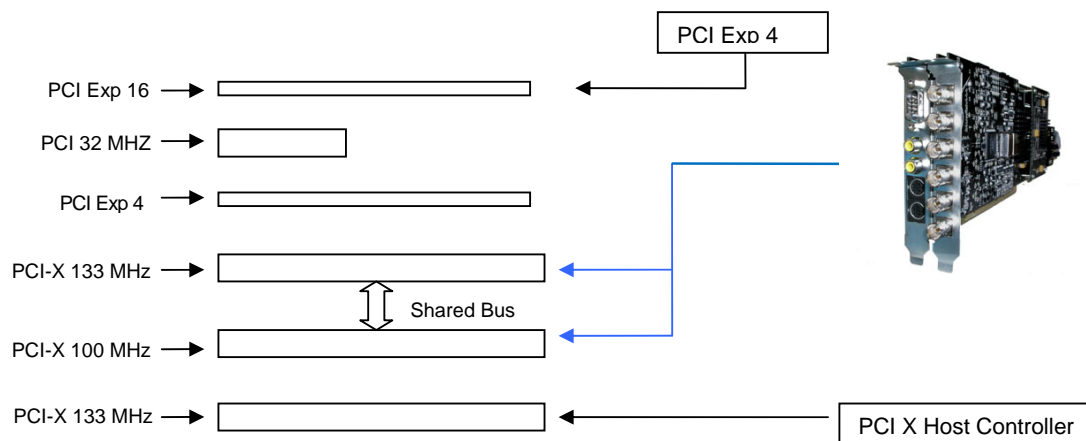 PCI Exp 4
PCI Exp 16
PCI 32 MHZ
PCI Exp 4
PCI-X 133 MHz
Shared Bus
PCI-X 100 MHz
PCI-X 133 MHz
PCI X Host Controller